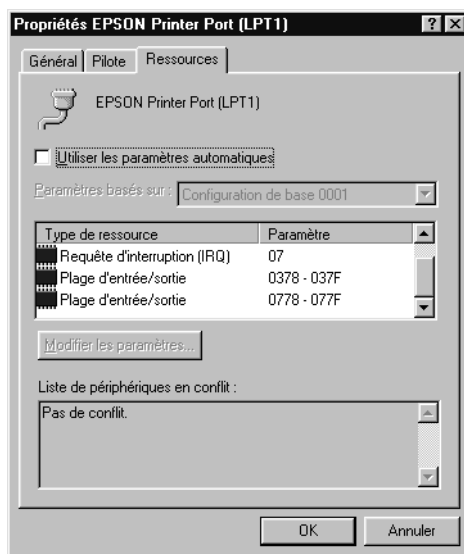 Propriétés EPSON Printer Port (LPT1)
Général Pilote Ressources
EPSON Printer Port (LPT1)
Utiliser les paramètres automatiques
Paramètres basés sur : Configuration de base 0001
Type de ressource Paramètre
Requête d'interruption (IRQ) 07
Plage d'entrée/sortie 0378 - 037F
Plage d'entrée/sortie 0778 - 077F
Modifier les paramètres...
Liste de périphériques en conflit :
Pas de conflit.
OK Annuler